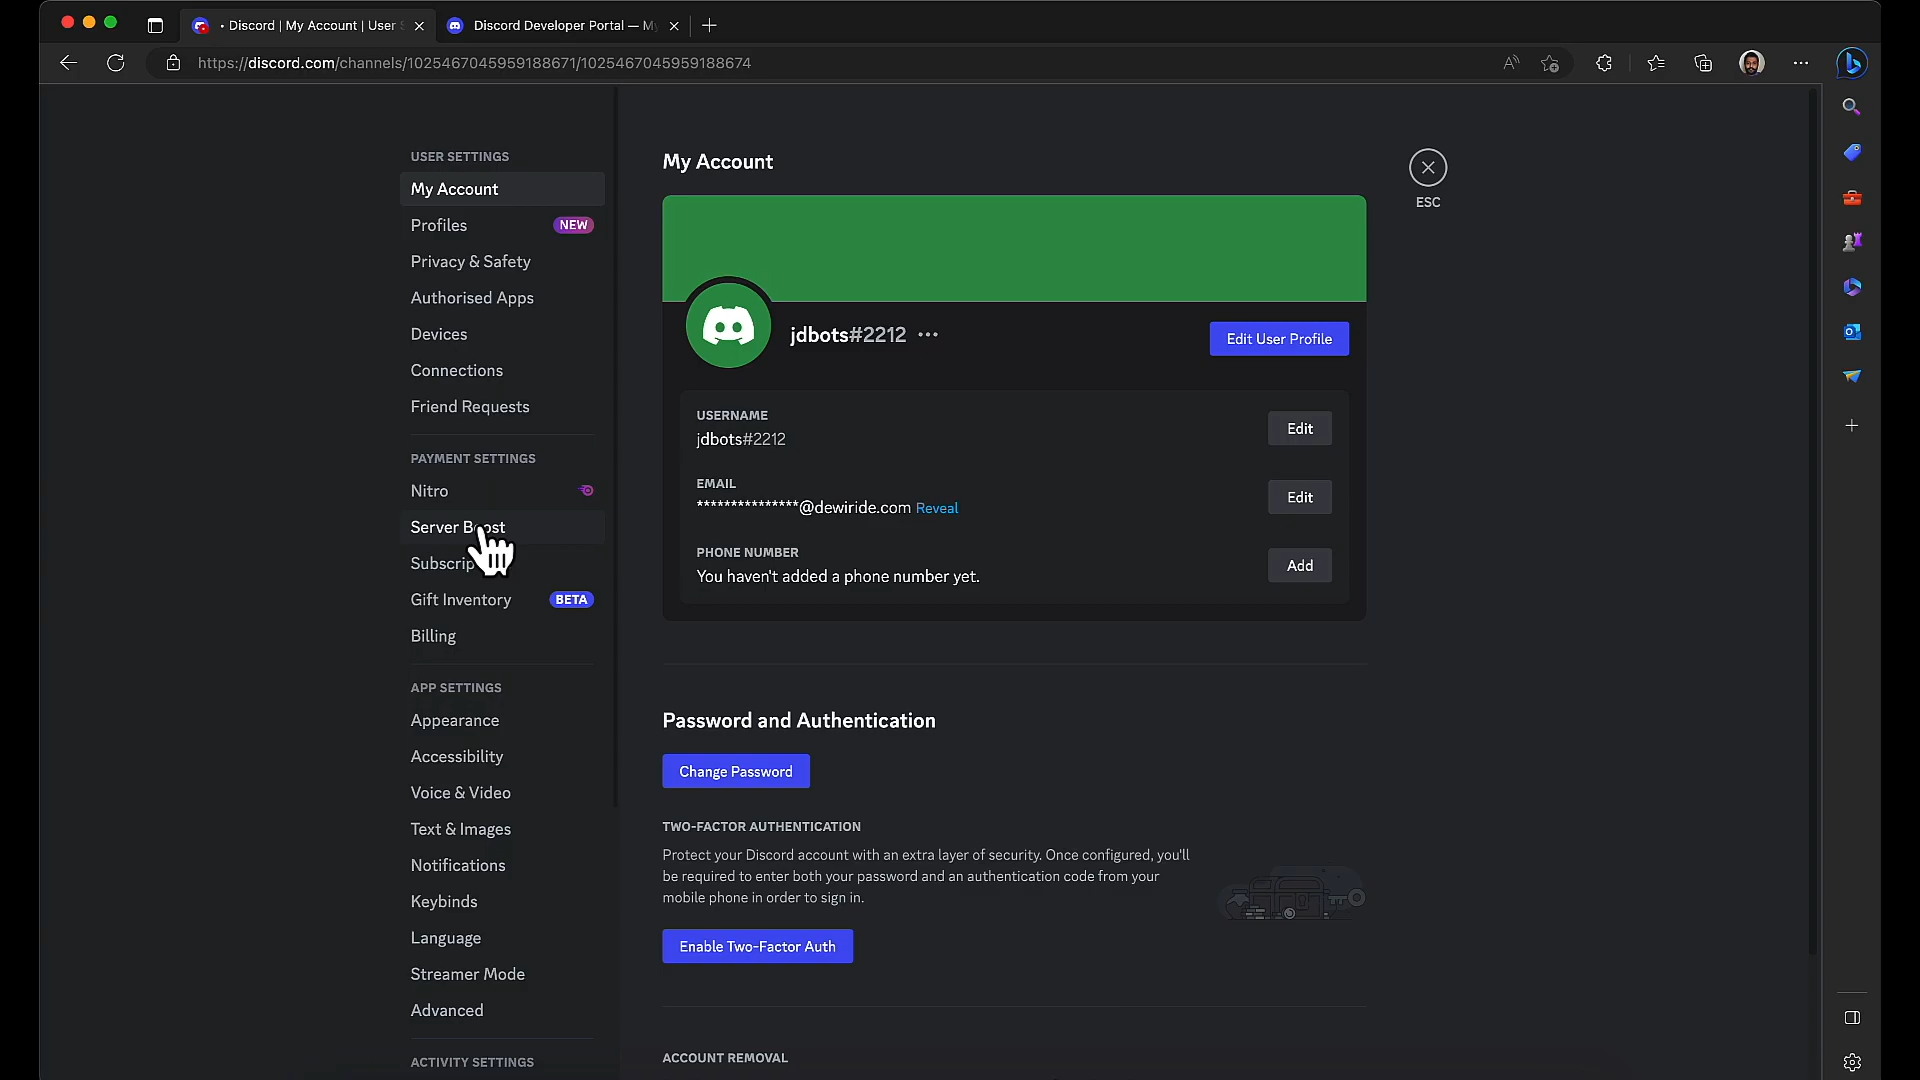 • Discord | My Account | User
Discord Developer Portal — My
https://discord.com/channels/1025467045959188671/1025467045959188674
USER SETTINGS
My Account
Profiles NEW
Privacy & Safety
Authorised Apps
Devices
Connections
Friend Requests
PAYMENT SETTINGS
Nitro
Server Boost
Subscrip
Gift Inventory BETA
Billing
APP SETTINGS
Appearance
Accessibility
Voice & Video
Text & Images
Notifications
Keybinds
Language
Streamer Mode
Advanced
ACTIVITY SETTINGS
My Account
ESC
jdbots#2212
Edit User Profile
USERNAME
jdbots#2212
Edit
EMAIL
***************@dewiride.com Reveal
Edit
PHONE NUMBER
You haven't added a phone number yet.
Add
Password and Authentication
Change Password
TWO-FACTOR AUTHENTICATION
Protect your Discord account with an extra layer of security. Once configured, you'll
be required to enter both your password and an authentication code from your
mobile phone in order to sign in.
Enable Two-Factor Auth
ACCOUNT REMOVAL